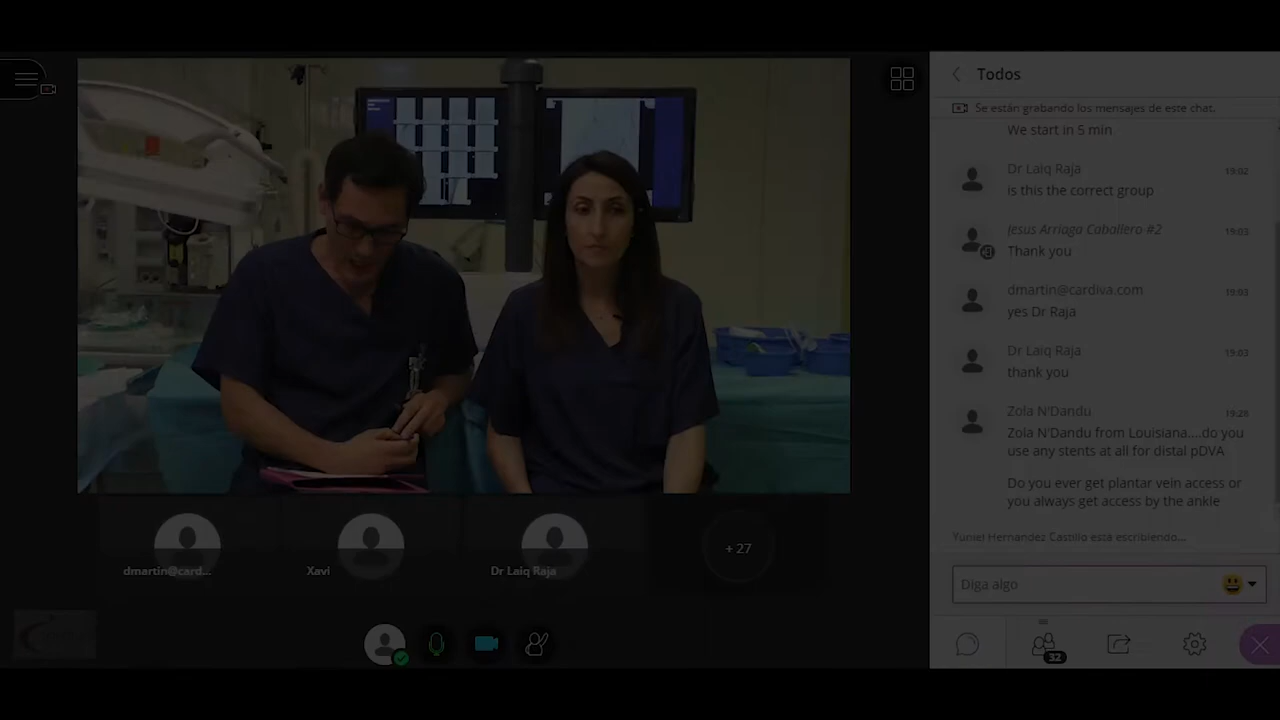 Todos
Se están grabando los mensajes de este chat.
We start in 5 min
Dr Laiq Raja
19:02
is this the correct group
Jesus Arriaga Caballero #2
19:03
Thank you
dmartin@cardiva.com
19:03
yes Dr Raja
Dr Laiq Raja
19:03
thank you
Zola N'Dandu
19:28
Zola N'Dandu from Louisiana....do you
use any stents at all for distal pDVA
Do you ever get plantar vein access or
you always get access by the ankle
Yuniel Hernandez Castillo está escribiendo...
Diga algo
32
dmartin@card...
Xavi
Dr Laiq Raja
+ 27